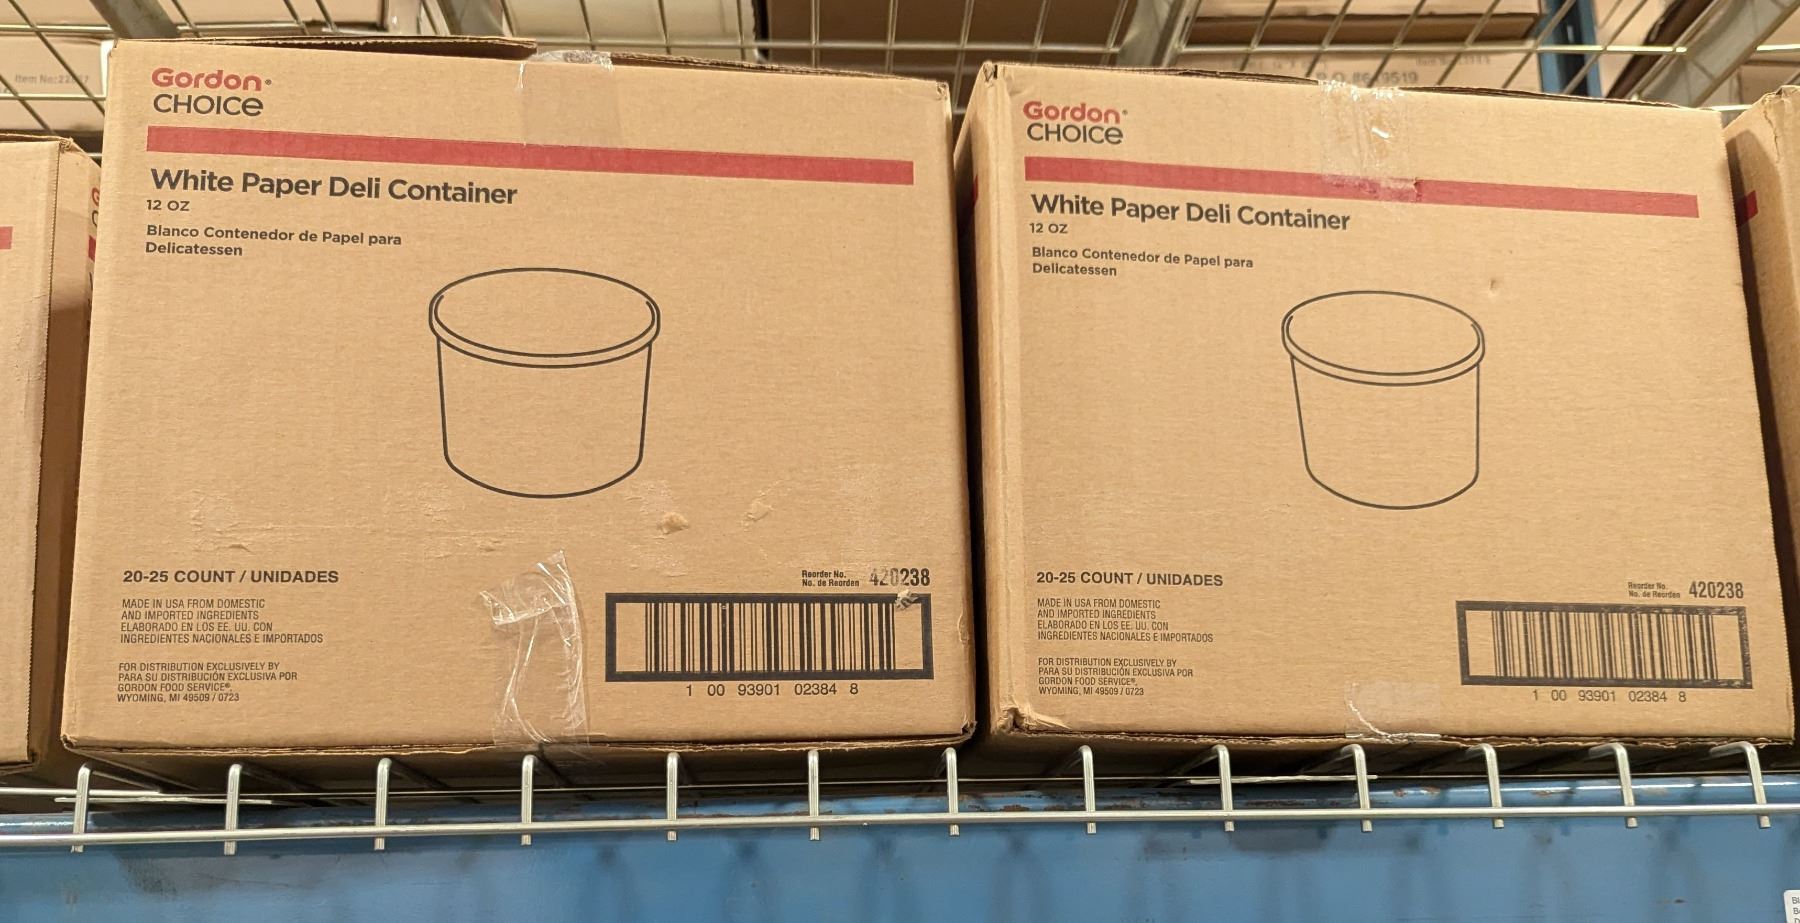 Gordon®
CHOICE
White Paper Deli Container
12 OZ
Blanco Contenedor de Papel para
Delicatessen
20-25 COUNT / UNIDADES
MADE IN USA FROM DOMESTIC
AND IMPORTED INGREDIENTS
ELABORADO EN LOS EE. UU. CON
INGREDIENTES NACIONALES E IMPORTADOS
FOR DISTRIBUTION EXCLUSIVELY BY
PARA SU DISTRIBUCIÓN EXCLUSIVA POR
GORDON FOOD SERVICE®,
WYOMING, MI 49509 / 0723
Reorder No.
No. de Reorden
420238
1 00 93901 02384 8
Gordon®
CHOICE
White Paper Deli Container
12 OZ
Blanco Contenedor de Papel para
Delicatessen
20-25 COUNT / UNIDADES
MADE IN USA FROM DOMESTIC
AND IMPORTED INGREDIENTS
ELABORADO EN LOS EE. UU. CON
INGREDIENTES NACIONALES E IMPORTADOS
FOR DISTRIBUTION EXCLUSIVELY BY
PARA SU DISTRIBUCIÓN EXCLUSIVA POR
GORDON FOOD SERVICE®,
WYOMING, MI 49509 / 0723
Reorder No.
No. de Reorden
420238
1 00 93901 02384 8